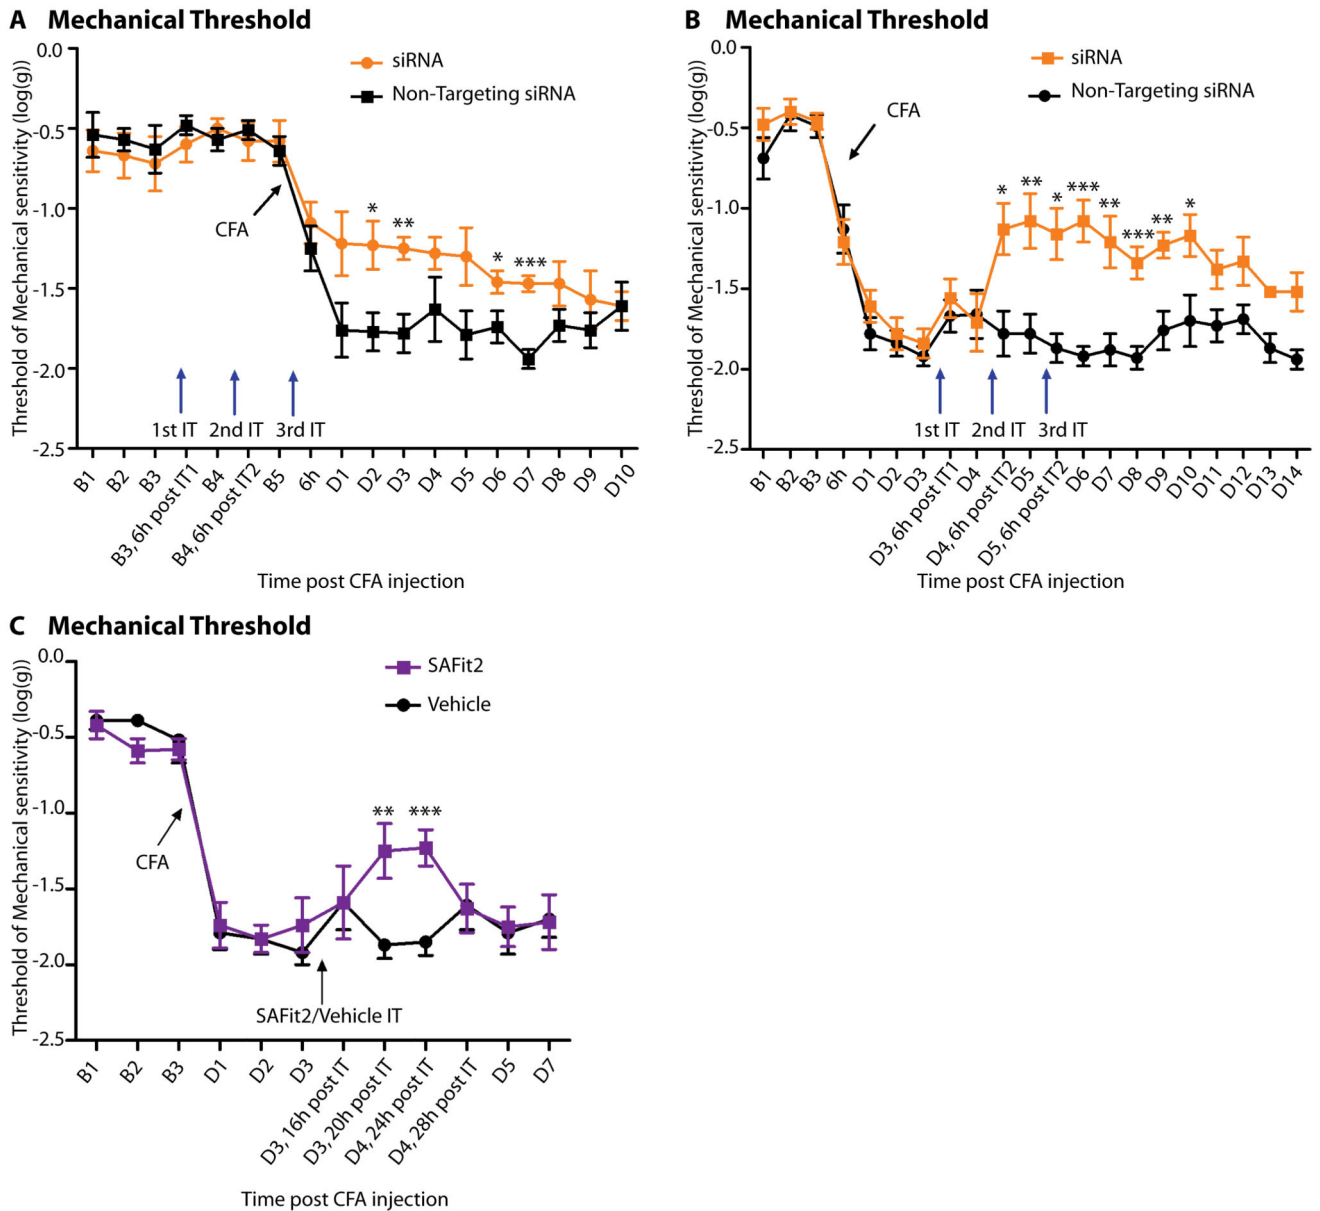 A Mechanical Threshold
Threshold of Mechanical sensitivity (log(g))
0.0
-0.5
-1.0
-1.5
-2.0
-2.5
siRNA
Non-Targeting siRNA
CFA
*
**
*
***
1st IT
2nd IT
3rd IT
B1
B2
B3
B3, 6h post IT1
B4
B4, 6h post IT2
B5
6h
D1
D2
D3
D4
D5
D6
D7
D8
D9
D10
Time post CFA injection
B Mechanical Threshold
Threshold of Mechanical sensitivity (log(g))
0.0
-0.5
-1.0
-1.5
-2.0
-2.5
siRNA
Non-Targeting siRNA
CFA
*
**
*
***
**
***
**
*
1st IT
2nd IT
3rd IT
B1
B2
B3
6h
D1
D2
D3
D3, 6h post IT1
D4
D4, 6h post IT2
D5
D5, 6h post IT2
D6
D7
D8
D9
D10
D11
D12
D13
D14
Time post CFA injection
C Mechanical Threshold
Threshold of Mechanical sensitivity (log(g))
0.0
-0.5
-1.0
-1.5
-2.0
-2.5
SAFit2
Vehicle
CFA
**
***
SAFit2/Vehicle IT
B1
B2
B3
D1
D2
D3
D3, 16h post IT
D3, 20h post IT
D4, 24h post IT
D4, 28h post IT
D5
D7
Time post CFA injection